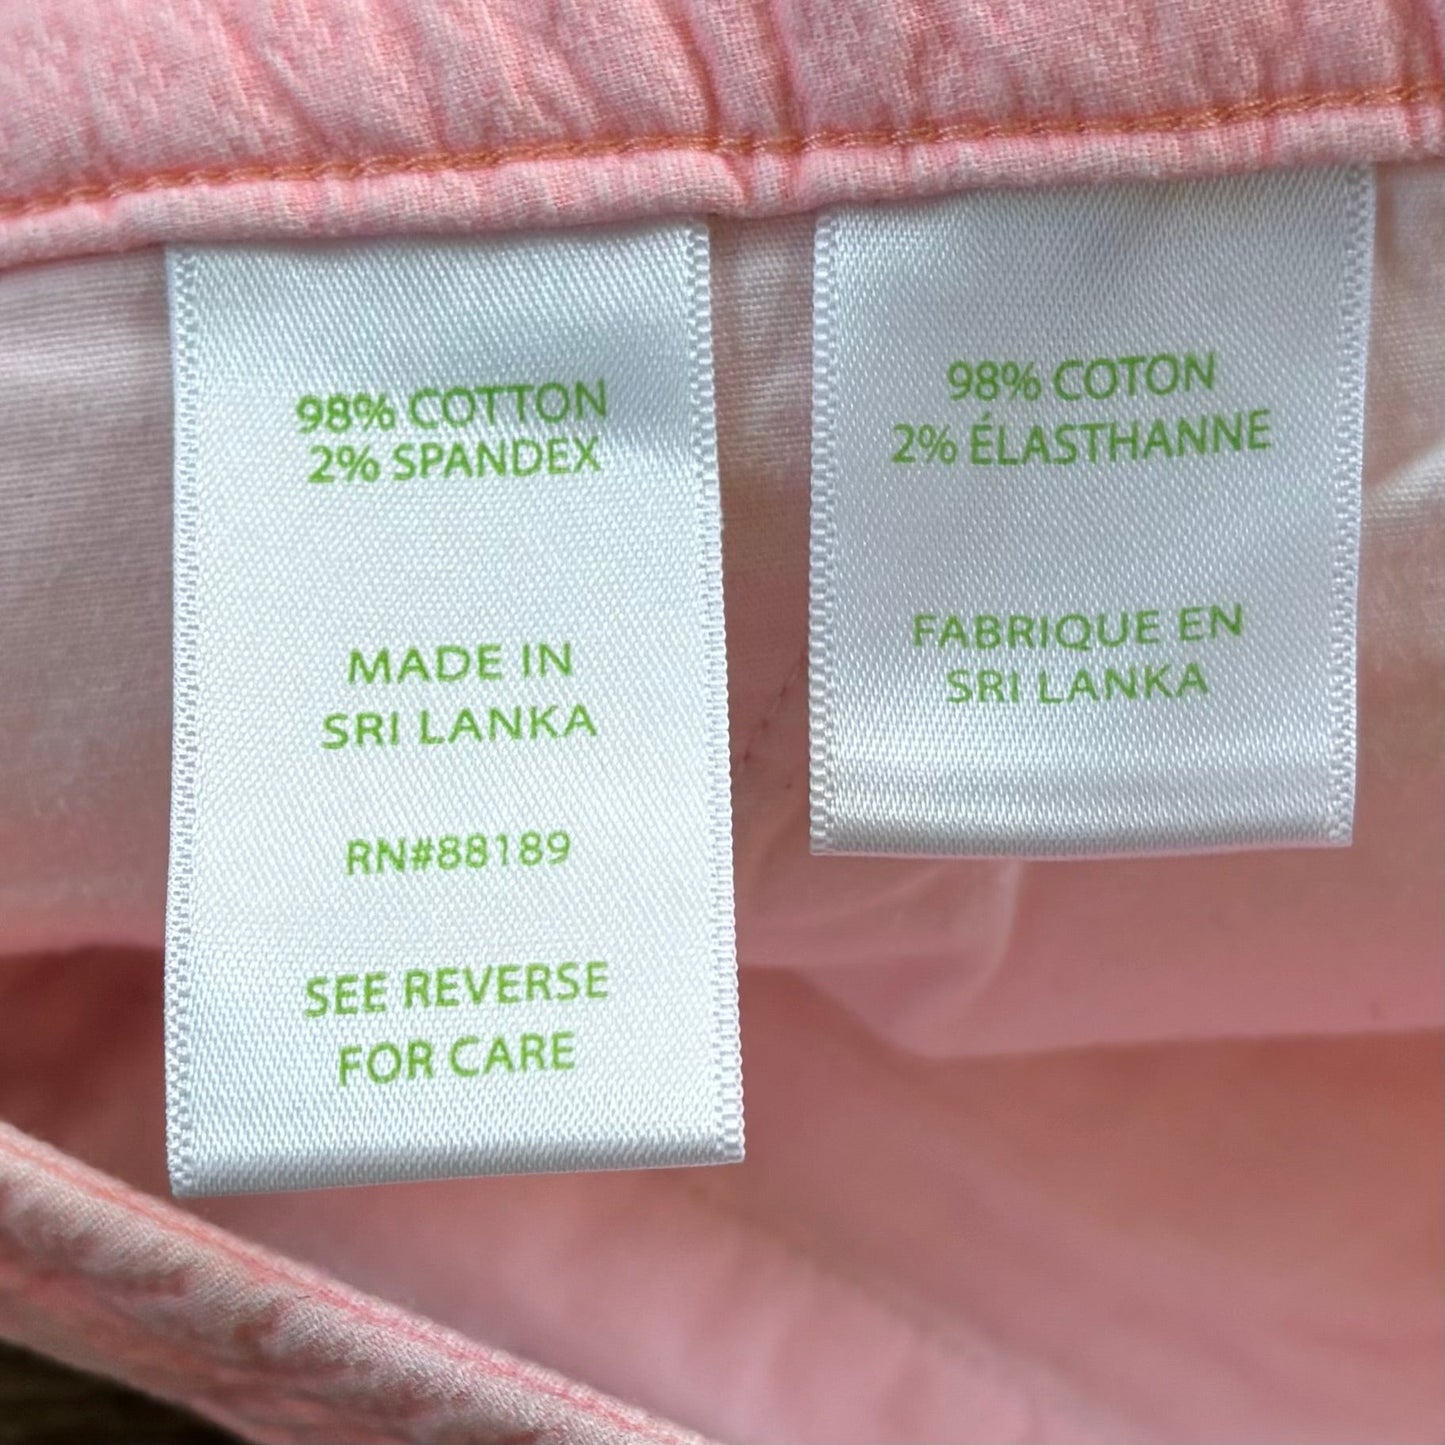 98% COTTON
2% SPANDEX
MADE IN
SRI LANKA
RN#88189
SEE REVERSE
FOR CARE
98% COTON
2% ÉLASTHANNE
FABRIQUE EN
SRI LANKA